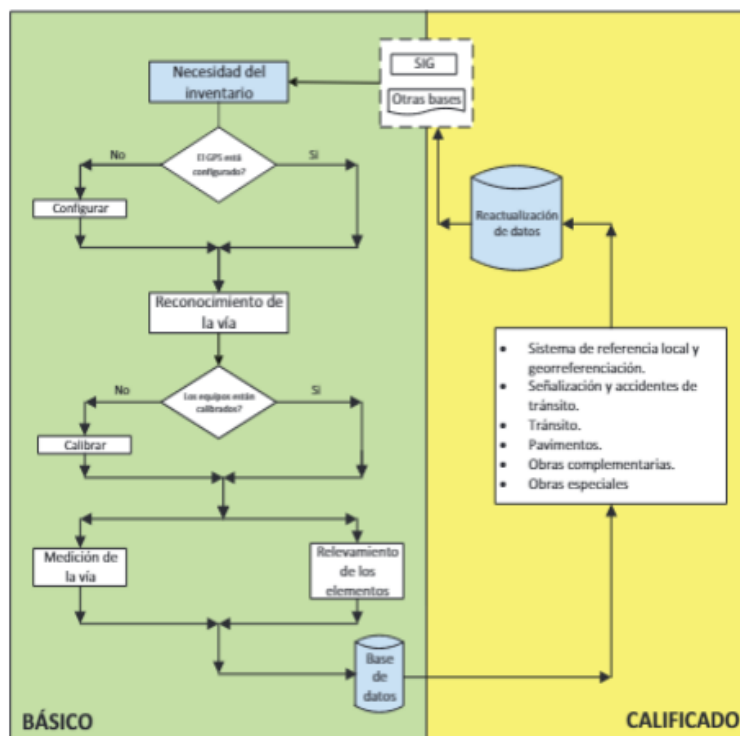 SIG
Otras bases
Necesidad del
inventario
El GPS está
configurado?
No
Si
Configurar
Reconocimiento de
la vía
Los equipos están
calibrados?
No
Si
Calibrar
Medición de
la vía
Relevamiento
de los
elementos
Base
de
datos
BÁSICO
Reactualización
de datos
• Sistema de referencia local y
georreferenciación.
• Señalización y accidentes de
tránsito.
• Tránsito.
• Pavimentos.
• Obras complementarias.
• Obras especiales
CALIFICADO